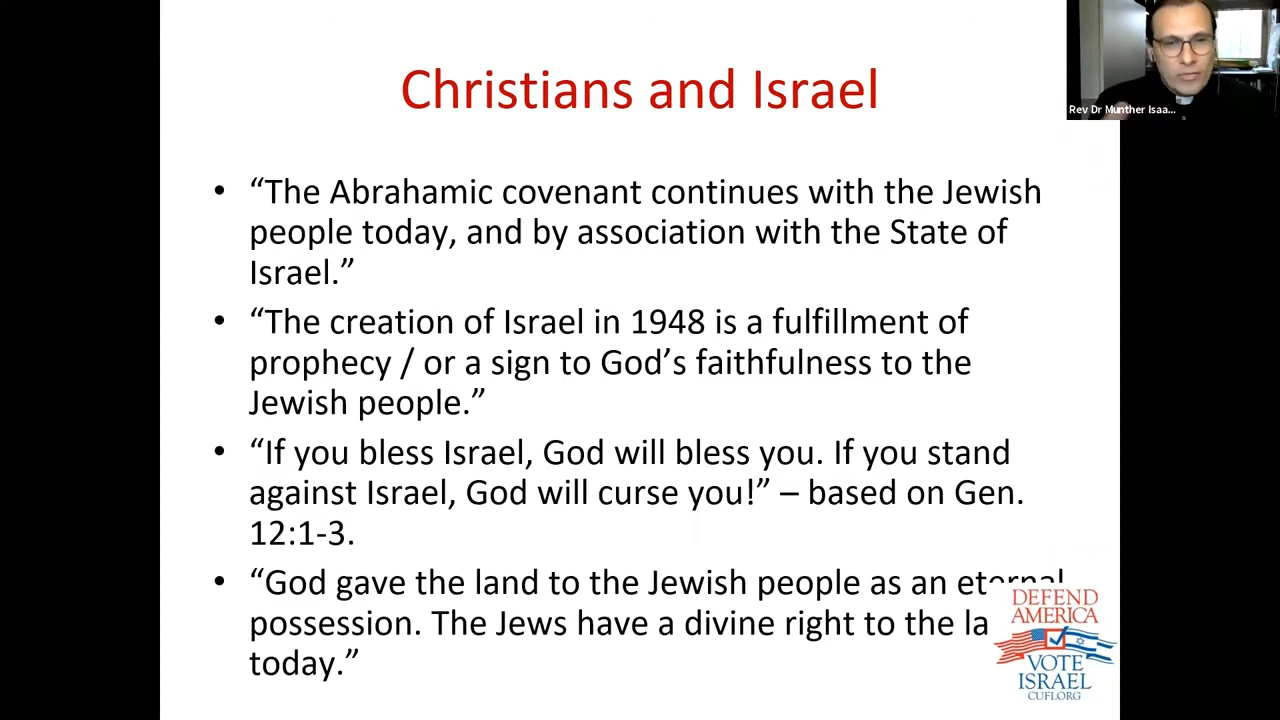 Christians and Israel
Rev Dr Munther Isaa...
• “The Abrahamic covenant continues with the Jewish
people today, and by association with the State of
Israel.”
• “The creation of Israel in 1948 is a fulfillment of
prophecy / or a sign to God’s faithfulness to the
Jewish people.”
• “If you bless Israel, God will bless you. If you stand
against Israel, God will curse you!” – based on Gen.
12:1-3.
• “God gave the land to the Jewish people as an eternal
possession. The Jews have a divine right to the la
today.”
DEFEND
AMERICA
VOTE
ISRAEL
CUFI.ORG